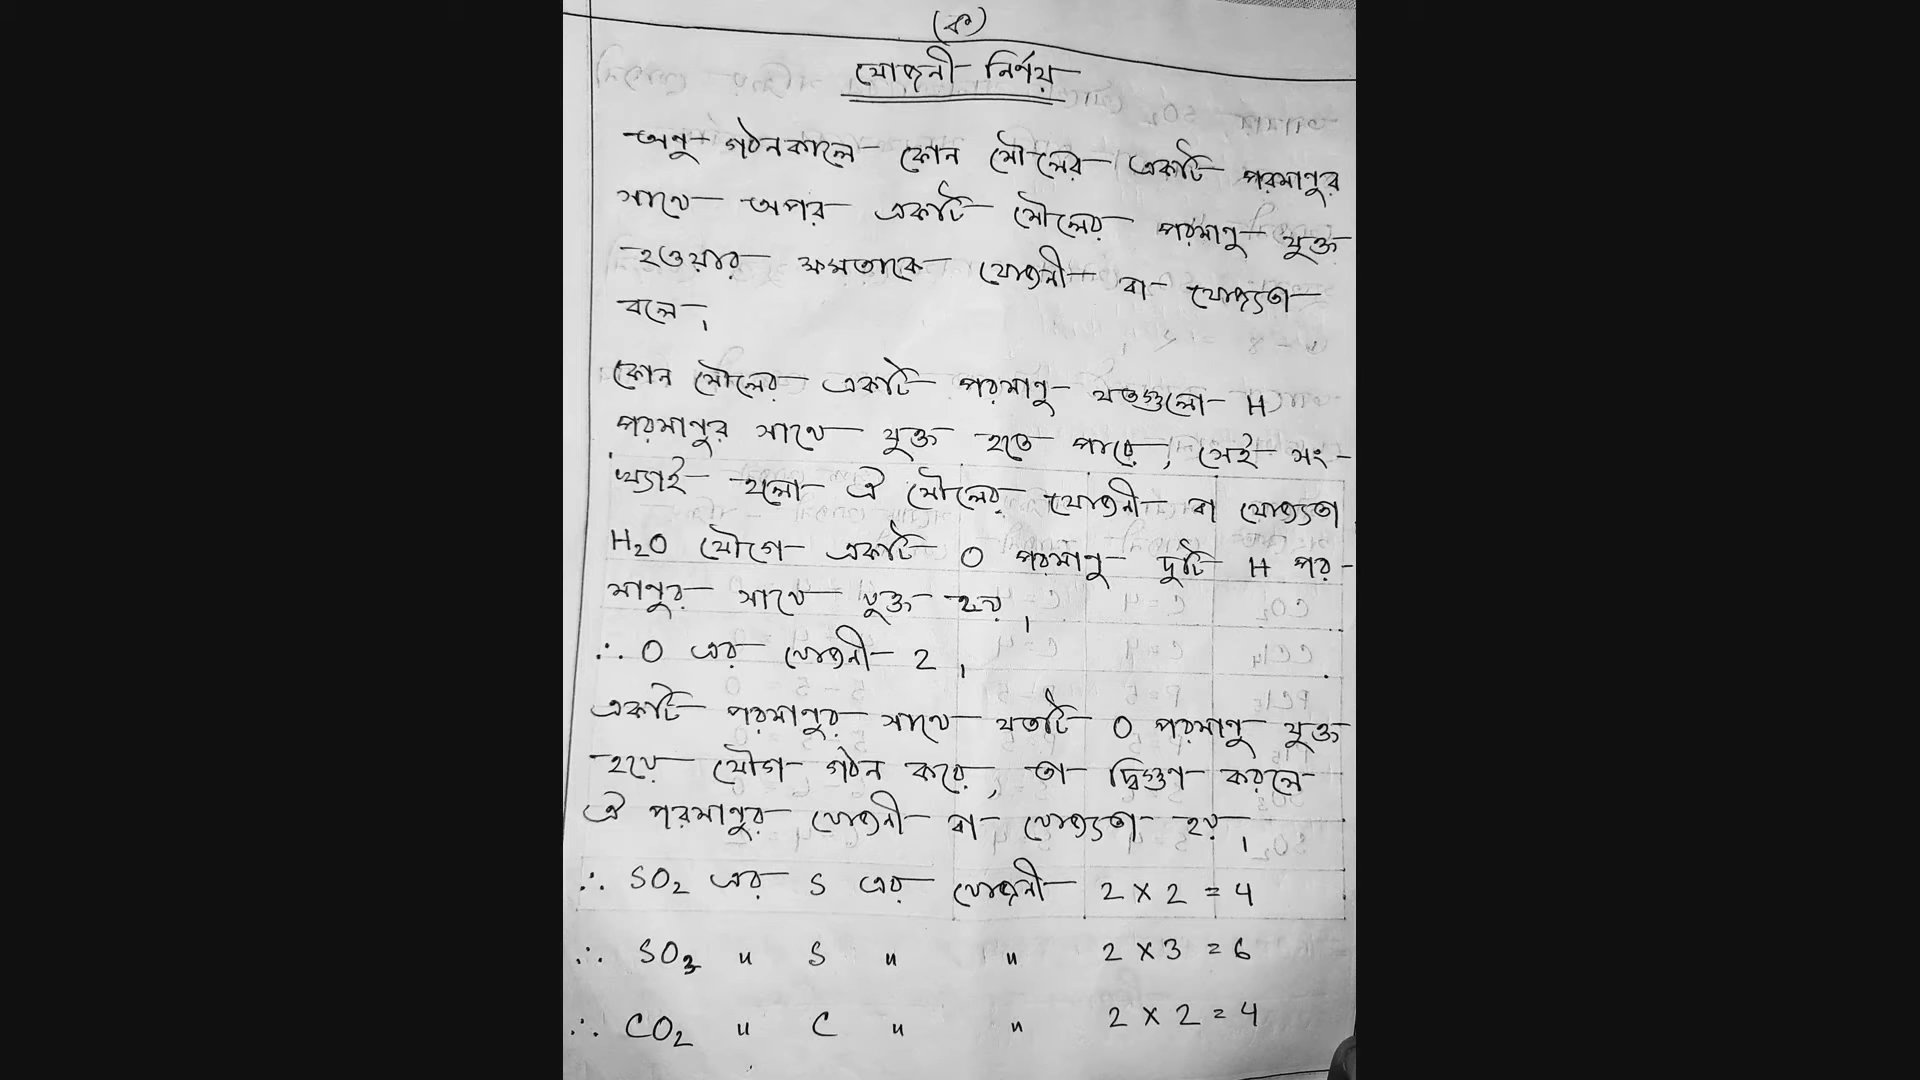 (ক)
যোজনী নির্ণয়
অনু গঠনকালে কোন মৌলের একটি পরমাণুর
সাথে অপর একটি মৌলের পরমাণু যুক্ত
হওয়ার ক্ষমতাকে যোজনী বা যোজ্যতা
বলে।
কোন মৌলের একটি পরমাণু যতগুলো H
পরমাণুর সাথে যুক্ত হতে পারে, সেই সং-
খ্যাই হলো ঐ মৌলের যোজনী বা যোজ্যতা
H₂O যৌগে একটি O পরমাণু দুটি H পর-
মাণুর সাথে যুক্ত হয়।
∴ O এর যোজনী 2।
একটি পরমাণুর সাথে যতটি O পরমাণু যুক্ত
হয়ে যৌগ গঠন করে, তা দ্বিগুণ করলে
ঐ পরমাণুর যোজনী বা যোজ্যতা হয়।
∴ SO₂ এর S এর যোজনী 2 × 2 = 4
∴ SO₃ " S " " 2 × 3 = 6
∴ CO₂ " C " " 2 × 2 = 4